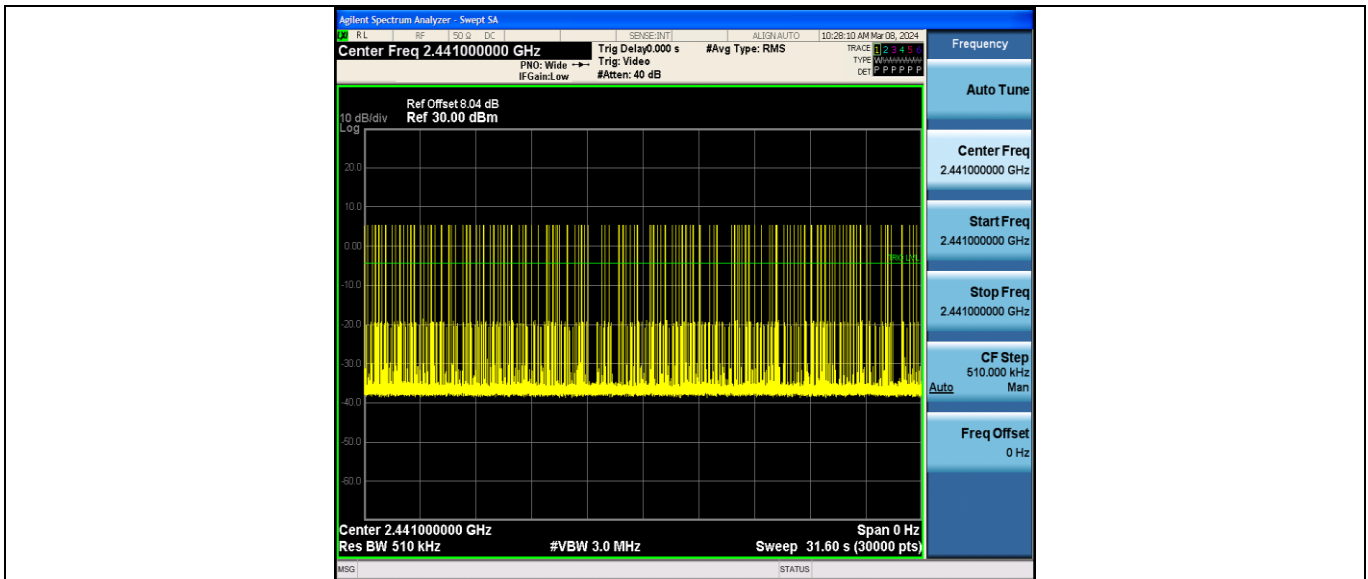 Agilent Spectrum Analyzer - Swept SA
RL RF 50 Ω DC SENSE:INT ALIGN AUTO 10:28:10 AM Mar 08, 2024
Center Freq 2.441000000 GHz
PNO: Wide
IFGain:Low
Trig Delay0.000 s
Trig: Video
#Atten: 40 dB
#Avg Type: RMS
TRACE 1 2 3 4 5 6
TYPE
DET P P P P P P
Ref Offset 8.04 dB
10 dB/div Ref 30.00 dBm
Log
20.0
10.0
0.00
TRIG LVL
-10.0
-20.0
-30.0
-40.0
-50.0
-60.0
Center 2.441000000 GHz Span 0 Hz
Res BW 510 kHz #VBW 3.0 MHz Sweep 31.60 s (30000 pts)
MSG STATUS
Frequency
Auto Tune
Center Freq
2.441000000 GHz
Start Freq
2.441000000 GHz
Stop Freq
2.441000000 GHz
CF Step
510.000 kHz
Auto Man
Freq Offset
0 Hz